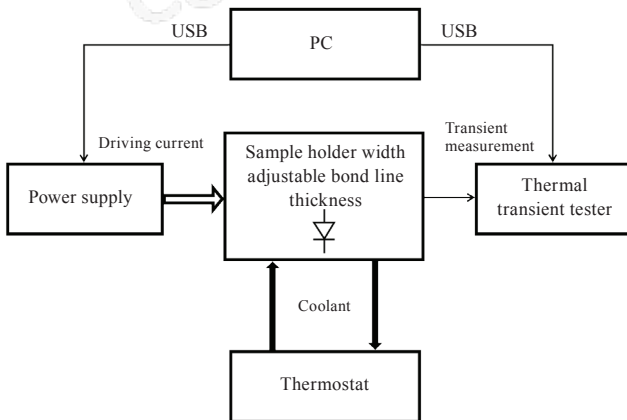 USB
PC
USB
Driving current
Transient
measurement
Power supply
Sample holder width
adjustable bond line
thickness
Thermal
transient tester
Coolant
Thermostat